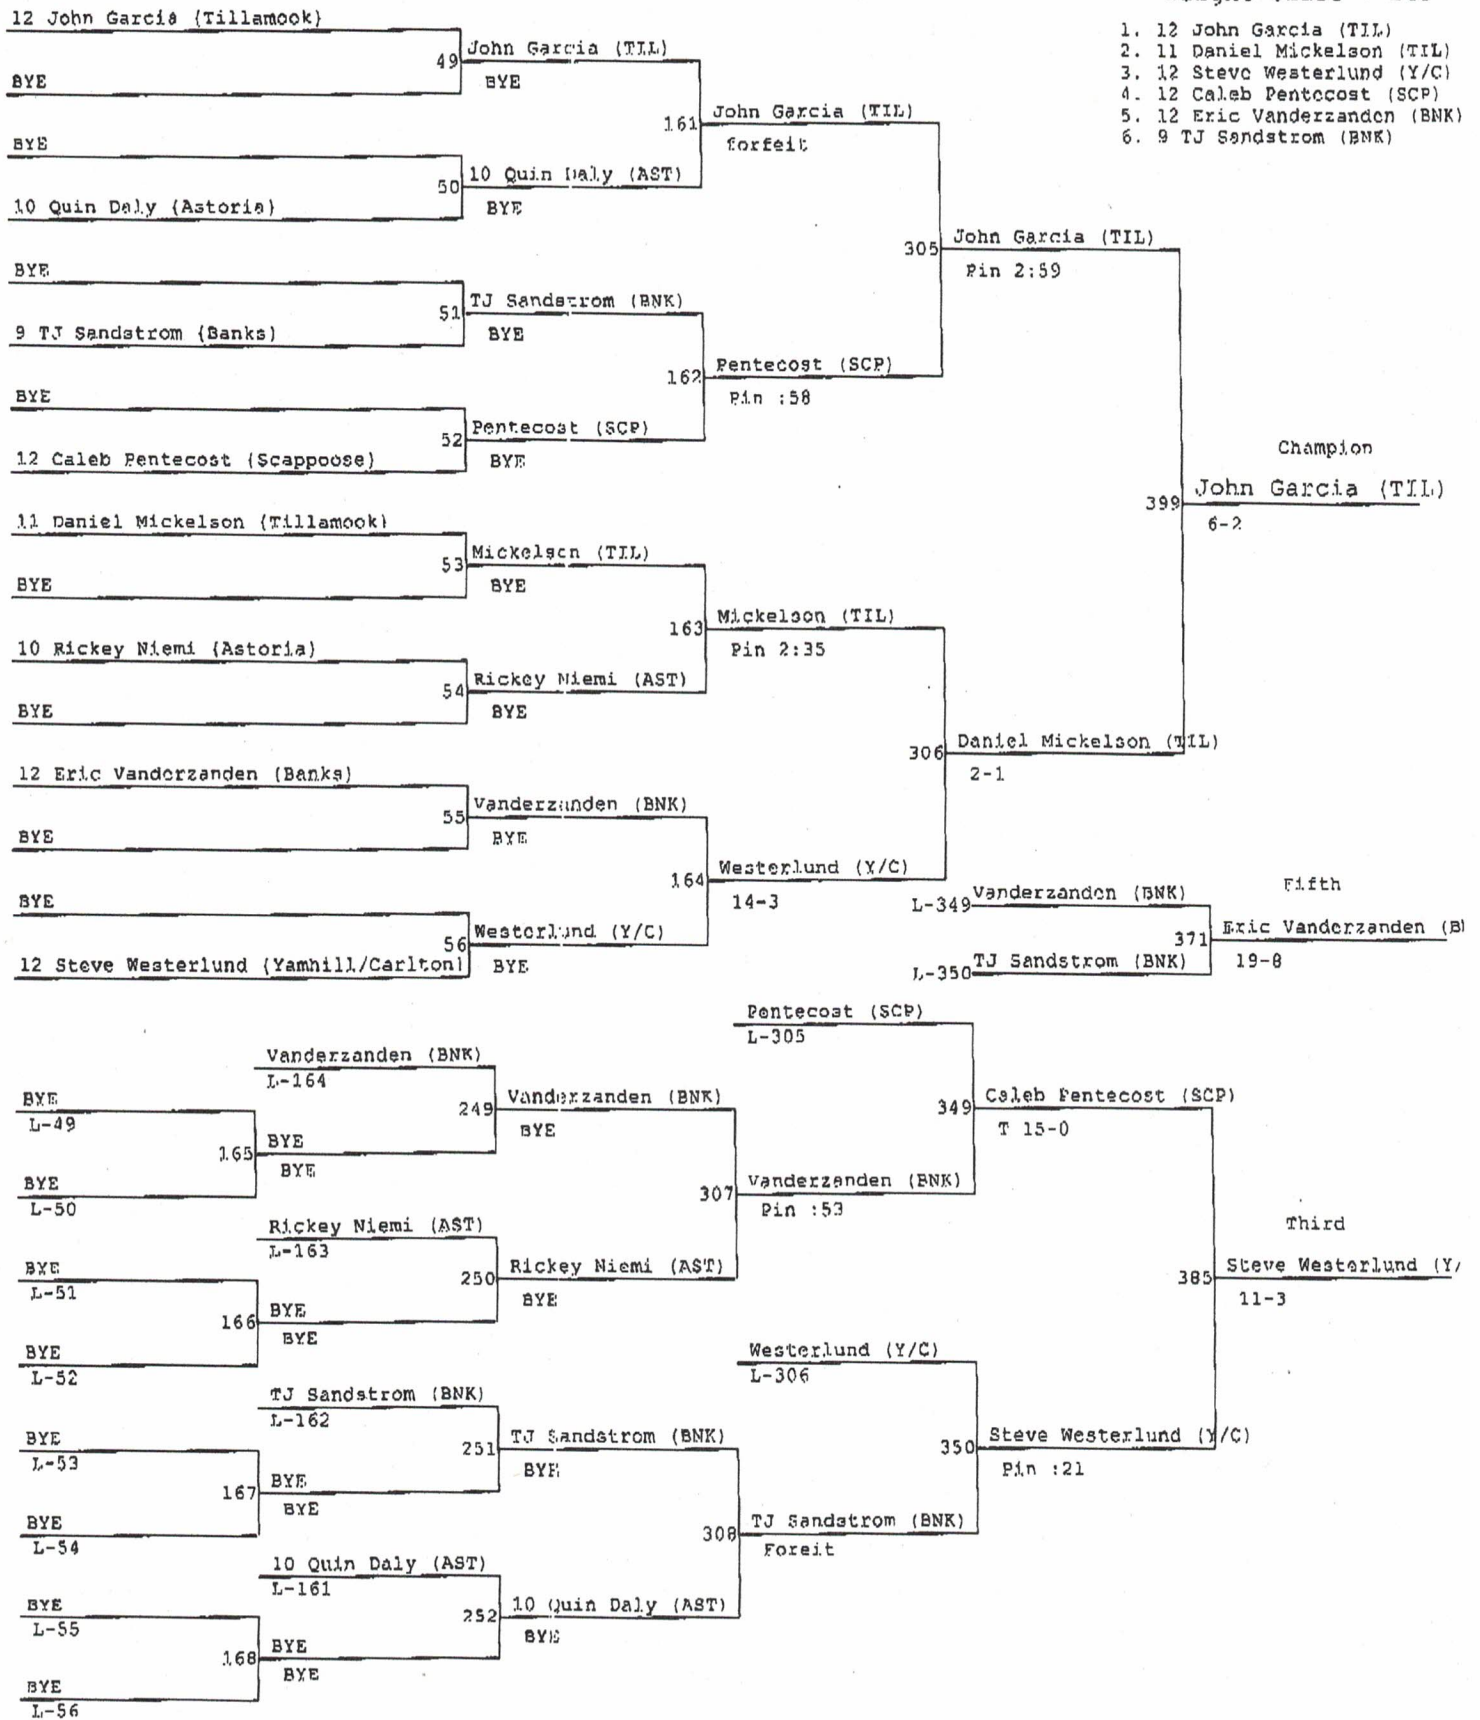 1. 12 John Garcia (TIL)
2. 11 Daniel Mickelson (TIL)
3. 12 Steve Westerlund (Y/C)
4. 12 Caleb Pentecost (SCP)
5. 12 Eric Vanderzanden (BNK)
6. 9 TJ Sandstrom (BNK)
12 John Garcia (Tillamook)
49
John Garcia (TIL)
BYE
BYE
161
John Garcia (TIL)
forfeit
BYE
50
10 Quin Daly (AST)
BYE
10 Quin Daly (Astoria)
305
John Garcia (TIL)
Pin 2:59
BYE
51
TJ Sandstrom (BNK)
BYE
9 TJ Sandstrom (Banks)
162
Pentecost (SCP)
Pin :58
BYE
52
Pentecost (SCP)
BYE
12 Caleb Pentecost (Scappoose)
Champion
399
John Garcia (TIL)
6-2
11 Daniel Mickelson (Tillamook)
53
Mickelson (TIL)
BYE
BYE
163
Mickelson (TIL)
Pin 2:35
10 Rickey Niemi (Astoria)
54
Rickey Niemi (AST)
BYE
BYE
306
Daniel Mickelson (TIL)
2-1
12 Eric Vanderzanden (Banks)
55
Vanderzanden (BNK)
BYE
BYE
164
Westerlund (Y/C)
14-3
BYE
56
Westerlund (Y/C)
BYE
12 Steve Westerlund (Yamhill/Carlton)
Fifth
L-349
Vanderzanden (BNK)
371
Eric Vanderzanden (B
19-8
L-350
TJ Sandstrom (BNK)
Pentecost (SCP)
L-305
Vanderzanden (BNK)
L-164
249
Vanderzanden (BNK)
BYE
349
Caleb Pentecost (SCP)
T 15-0
BYE
L-49
165
BYE
BYE
BYE
L-50
307
Vanderzanden (BNK)
Pin :53
Rickey Niemi (AST)
L-163
250
Rickey Niemi (AST)
BYE
Third
385
Steve Westerlund (Y/
11-3
BYE
L-51
166
BYE
BYE
BYE
L-52
Westerlund (Y/C)
L-306
TJ Sandstrom (BNK)
L-162
251
TJ Sandstrom (BNK)
BYE
350
Steve Westerlund (Y/C)
Pin :21
BYE
L-53
167
BYE
BYE
BYE
L-54
308
TJ Sandstrom (BNK)
Foreit
10 Quin Daly (AST)
L-161
252
10 Quin Daly (AST)
BYE
BYE
L-55
168
BYE
BYE
BYE
L-56